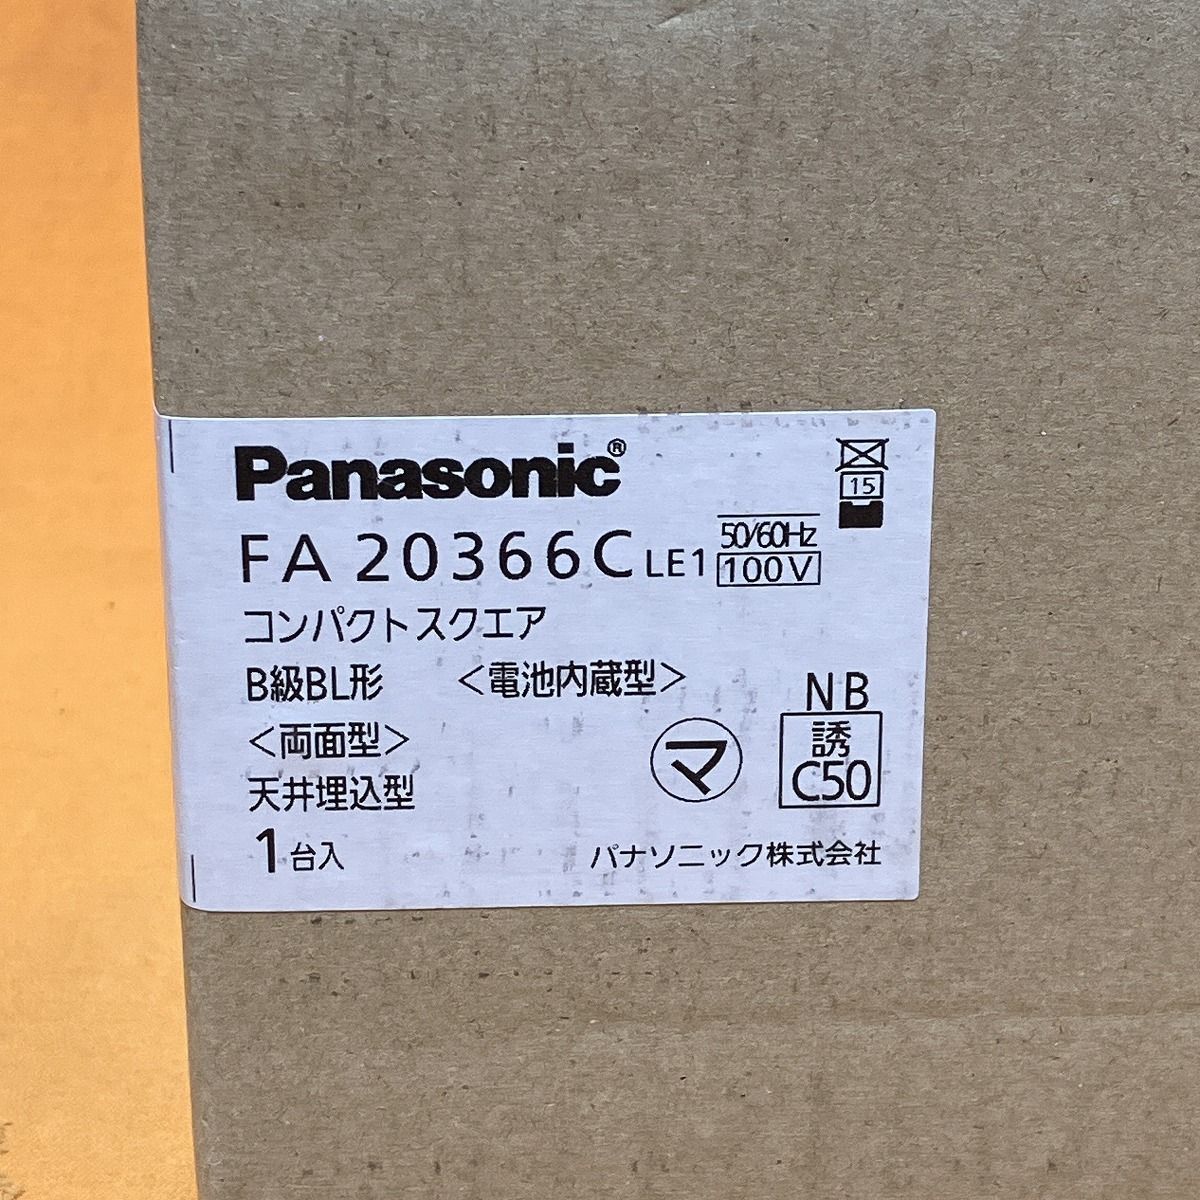 Panasonic®
15
FA20366C LE1 50/60Hz 100V
コンパクトスクエア
B級BL形 <電池内蔵型>
<両面型>
天井埋込型
NB
マ
誘
C50
1台入
パナソニック株式会社